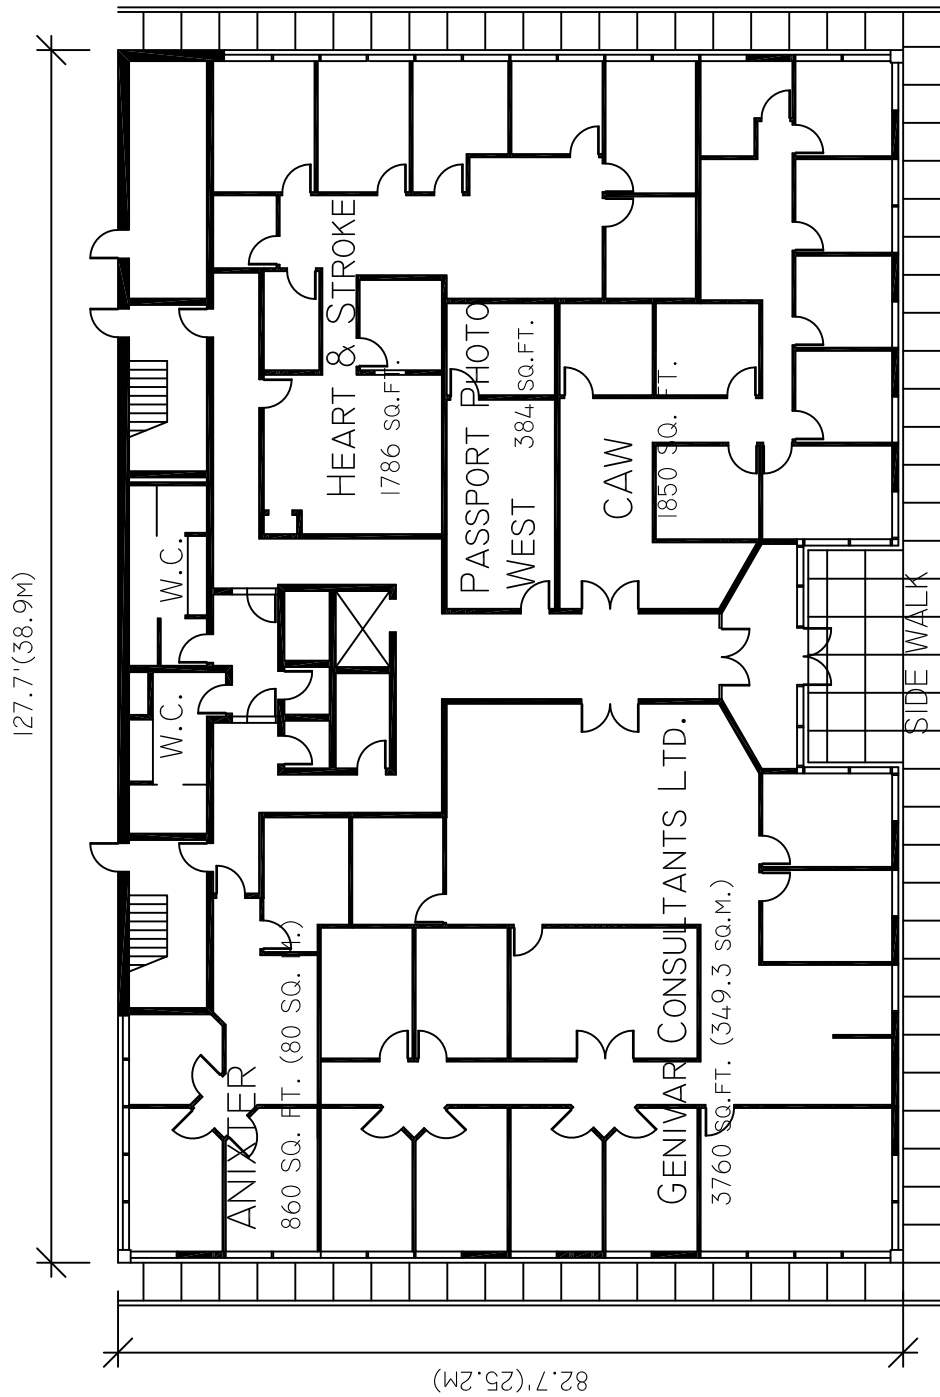 127.7'(38.9M)
W.C.
W.C.
HEART & STROKE
1786 SQ.FT.
PASSPORT PHOTO
WEST 384 SQ.FT.
CAW
1850 SQ. FT.
SIDE WALK
ANIXTER
860 SQ. FT. (80 SQ. M.)
GENIVAR CONSULTANTS LTD.
3760 SQ.FT. (349.3 SQ.M.)
82.7'(25.2M)